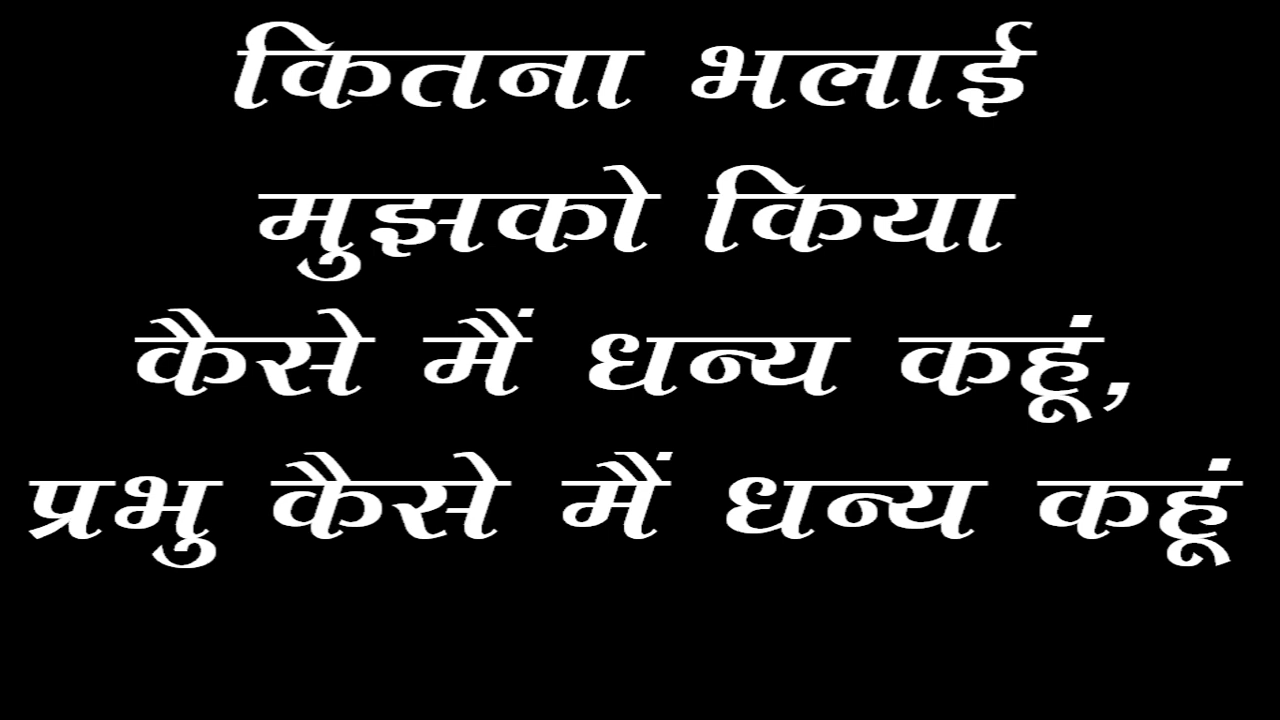 कितना भलाई
मुझको किया
कैसे मैं धन्य कहूं,
प्रभु कैसे मैं धन्य कहूं